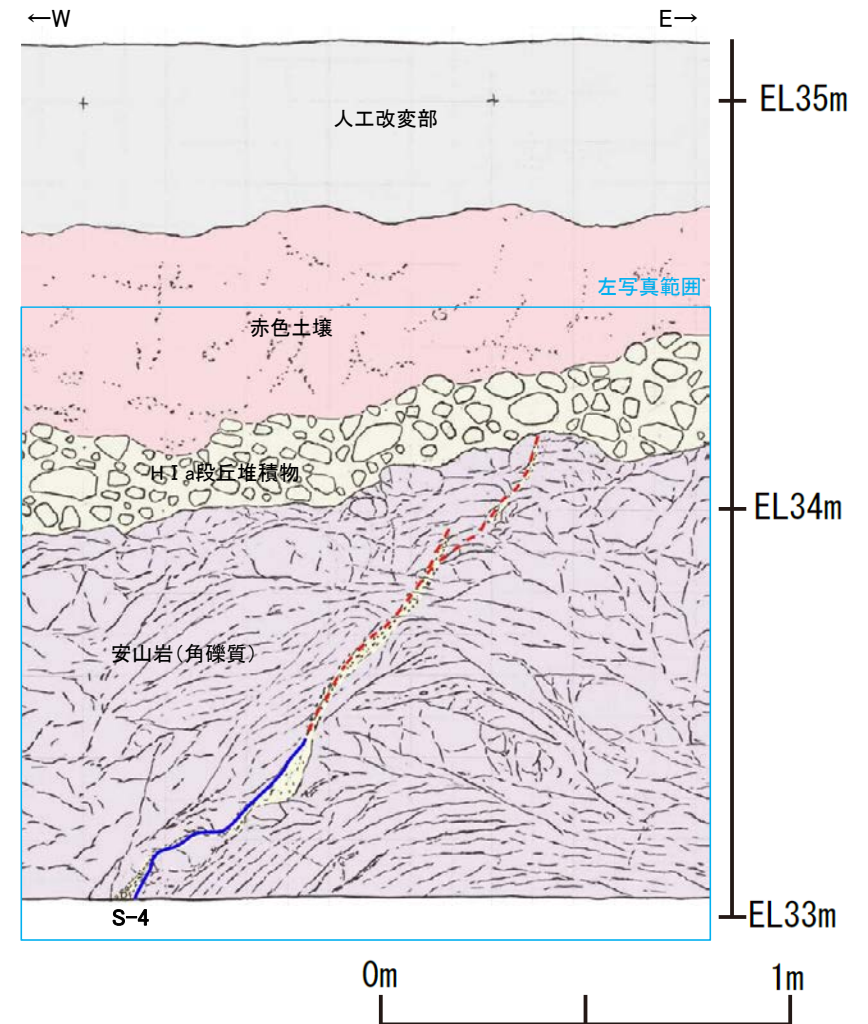 ←W
E→
EL35m
人工改変部
左写真範囲
赤色土壌
HⅠa段丘堆積物
EL34m
安山岩(角礫質)
S-4
EL33m
0m
1m